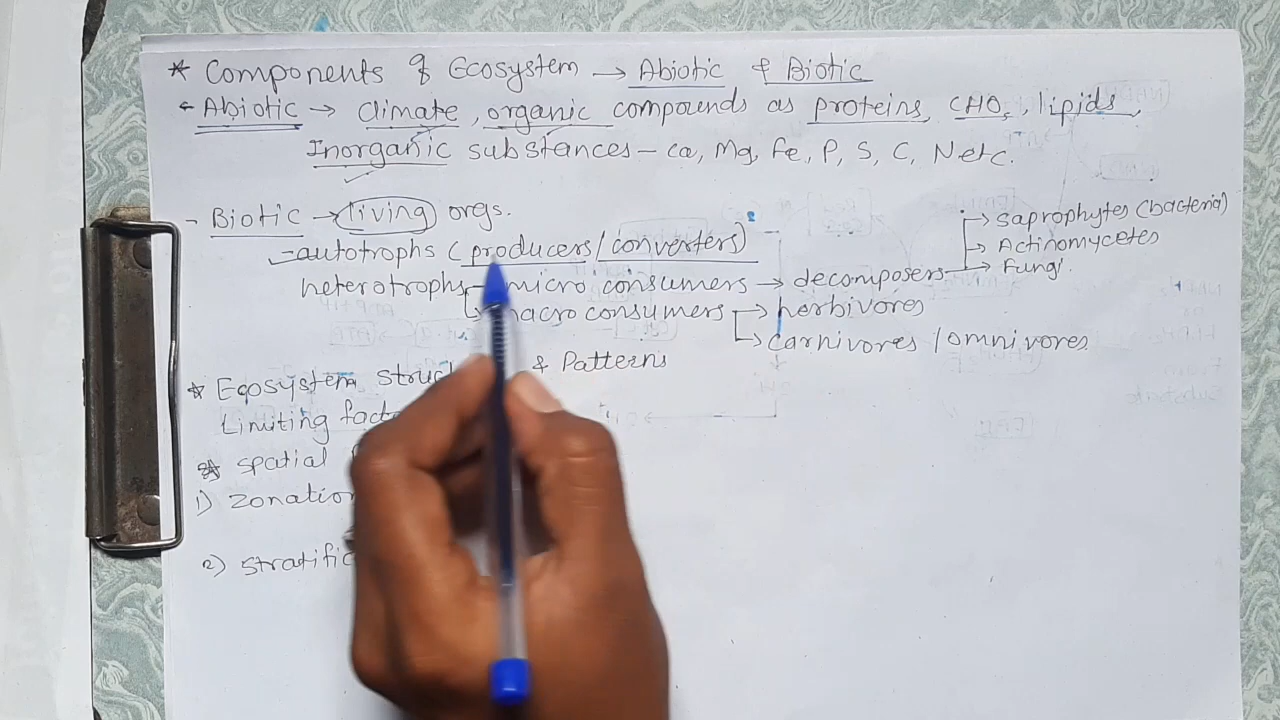 * Components of Ecosystem → Abiotic & Biotic
Abiotic → climate, organic compounds as proteins, CHO, lipids
Inorganic substances - Ca, Mg, Fe, P, S, C, N etc.
- Biotic → living orgs.
- autotrophs (producers/converters)
heterotrophs → micro consumers → decomposers → saprophytes (bacteria)
→ Actinomycetes
→ Fungi.
→ macro consumers → herbivores
→ carnivores / omnivores
* Ecosystem & Patterns
Limiting
* spatial
1) zonation
2)